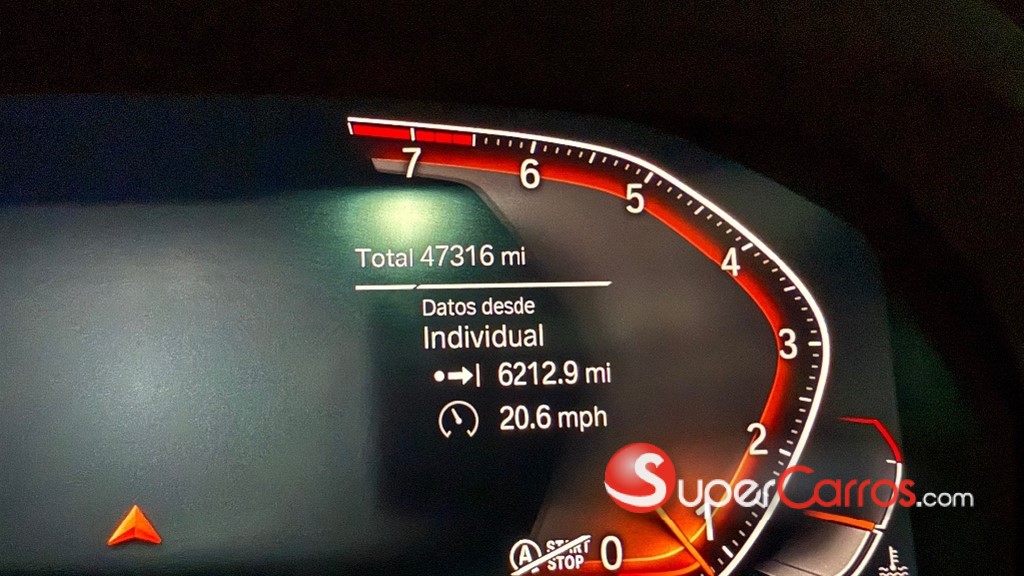 7
6
5
Total 47316 mi
4
Datos desde
Individual
3
6212.9 mi
20.6 mph
2
SuperCarros.com
1
A START
STOP
0